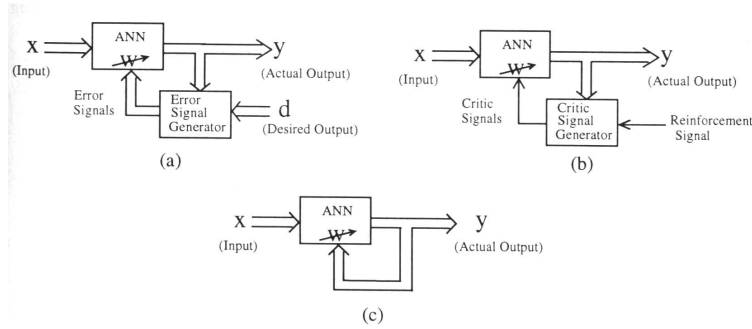 ANN
X
W
y
(Input)
(Actual Output)
Error
Signals
Error
Signal
Generator
d
(Desired Output)
(a)
ANN
X
W
y
(Input)
(Actual Output)
Critic
Signals
Critic
Signal
Generator
Reinforcement
Signal
(b)
ANN
X
W
y
(Input)
(Actual Output)
(c)